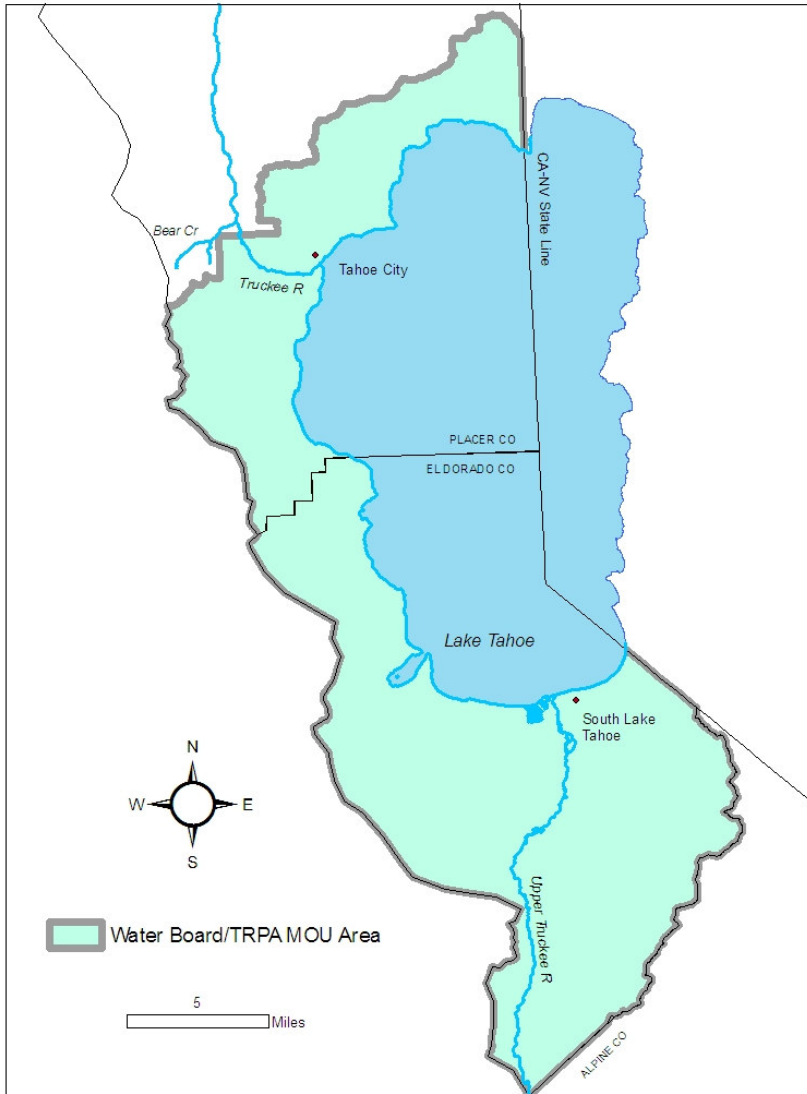 CA-NV State Line
Bear Cr
Tahoe City
Truckee R
PLACER CO
EL DORADO CO
Lake Tahoe
South Lake
Tahoe
N
W
E
S
Upper Truckee R
Water Board/TRPA MOU Area
5
Miles
ALPINE CO